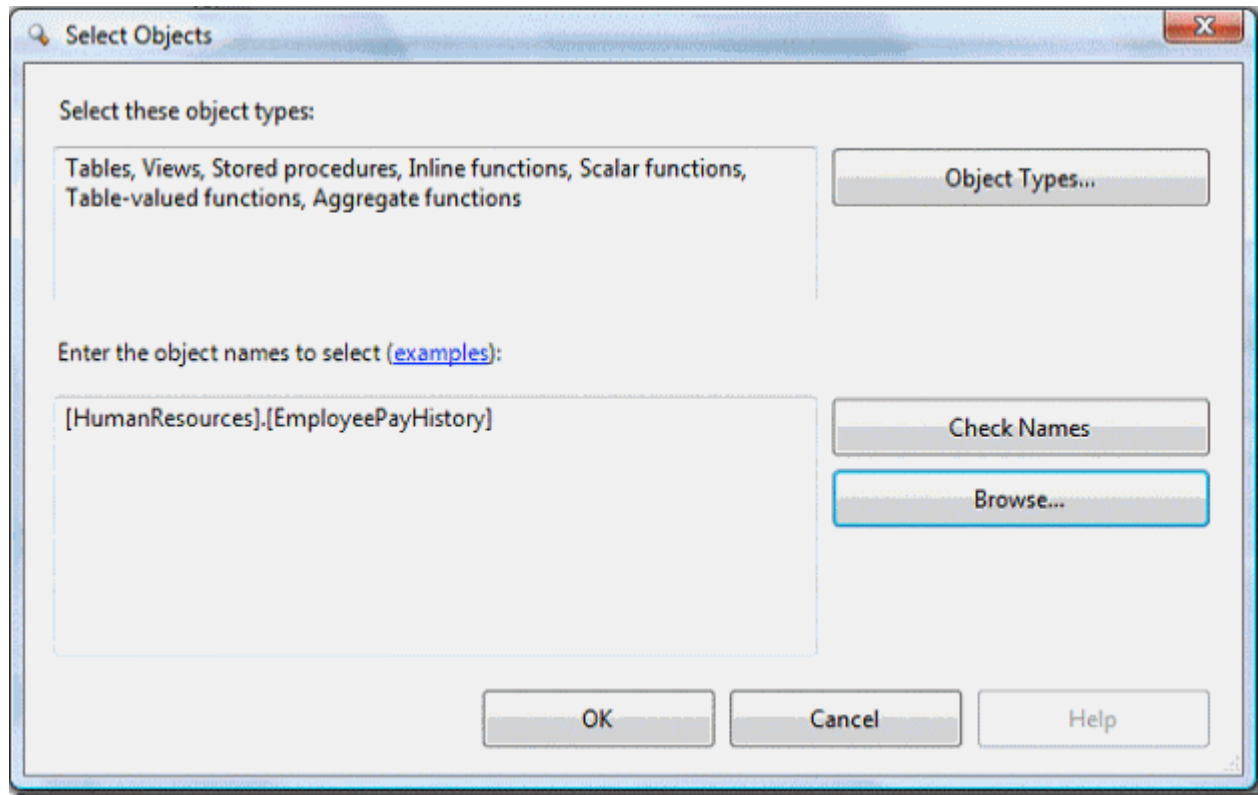 Select Objects
X
Select these object types:
Tables, Views, Stored procedures, Inline functions, Scalar functions,
Table-valued functions, Aggregate functions
Object Types...
Enter the object names to select (examples):
[HumanResources].[EmployeePayHistory]
Check Names
Browse...
OK
Cancel
Help